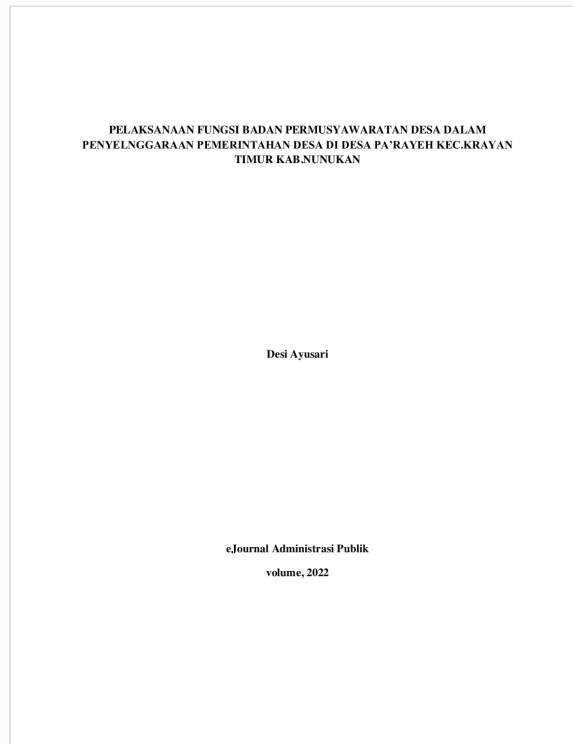 PELAKSANAAN FUNGSI BADAN PERMUSYAWARATAN DESA DALAM
PENYELNGGARAAN PEMERINTAHAN DESA DI DESA PA'RAYEH KEC.KRAYAN
TIMUR KAB.NUNUKAN
Desi Ayusari
eJournal Administrasi Publik
volume, 2022